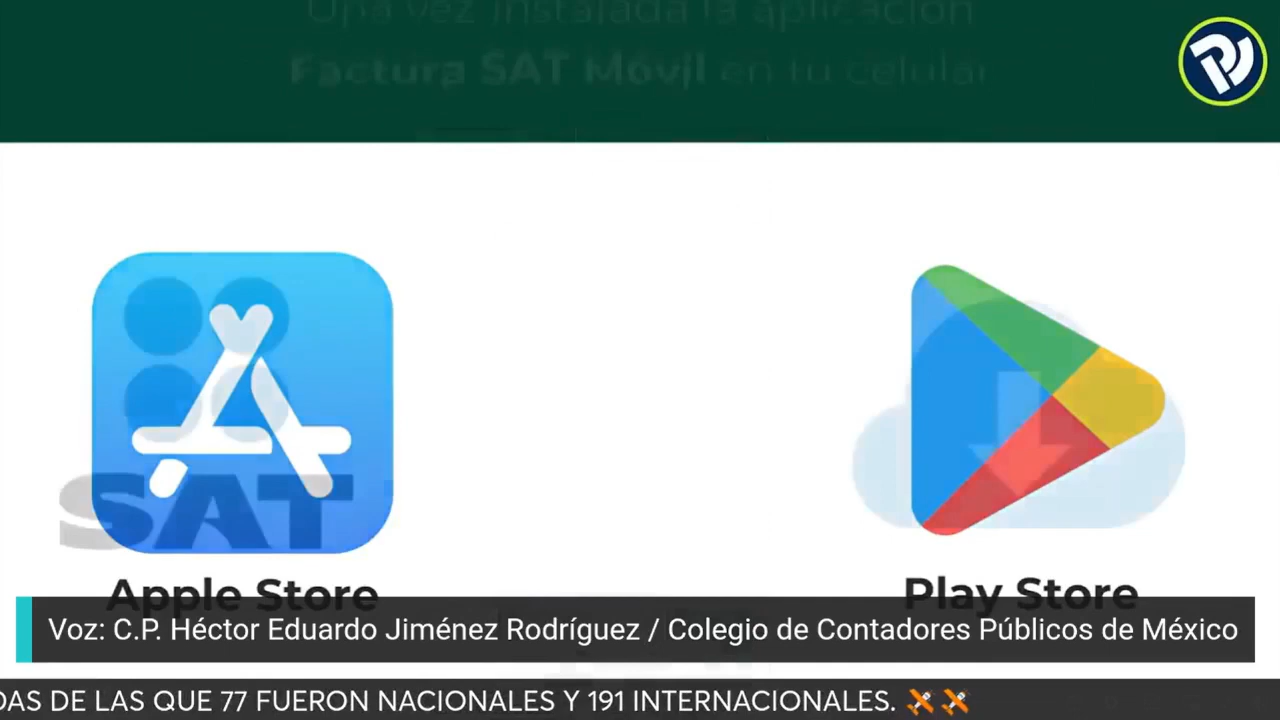 Una vez instalada la aplicación
Factura SAT Móvil en tu celular
SAT
Apple Store
Play Store
Voz: C.P. Héctor Eduardo Jiménez Rodríguez / Colegio de Contadores Públicos de México
DAS DE LAS QUE 77 FUERON NACIONALES Y 191 INTERNACIONALES.